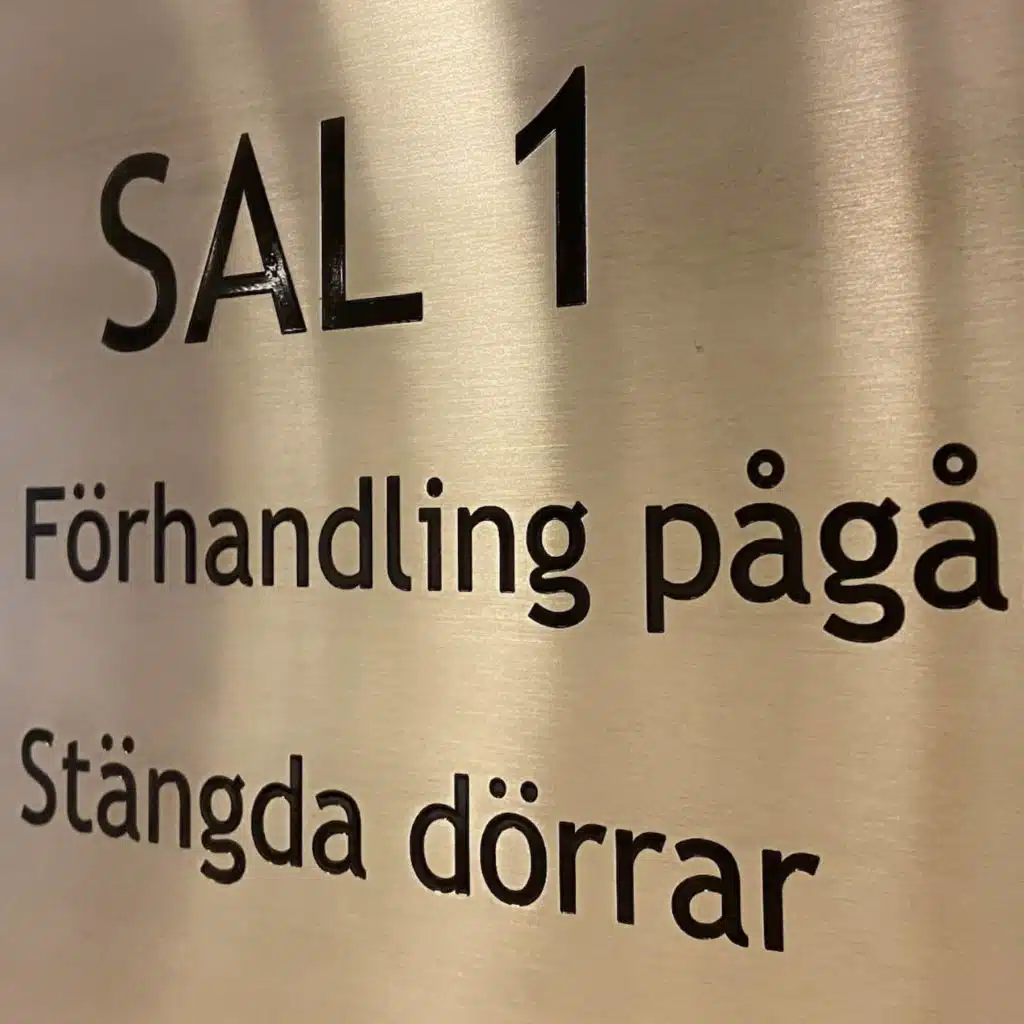 SAL 1
Förhandling pågå
Stängda dörrar